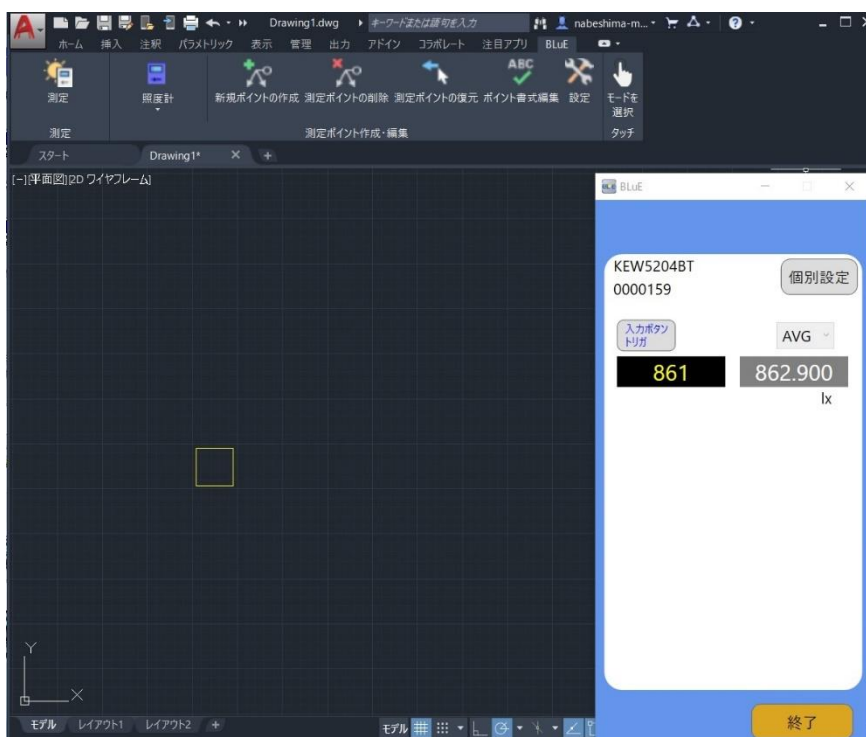 A Drawing1.dwg キーワードまたは語句を入力 nabeshima-m...
ホーム 挿入 注釈 パラメトリック 表示 管理 出力 アドイン コラボレート 注目アプリ BLuE
測定 照度計 新規ポイントの作成 測定ポイントの削除 測定ポイントの復元 ABC ポイント書式編集 設定 モードを
選択
測定 測定ポイント作成・編集 タッチ
スタート Drawing1* × +
[−][平面図][2D ワイヤフレーム]
BLuE
KEW5204BT
個別設定
0000159
入力ボタン
トリガ
AVG
861 862.900
lx
Y
X
終了
モデル レイアウト1 レイアウト2 + モデル